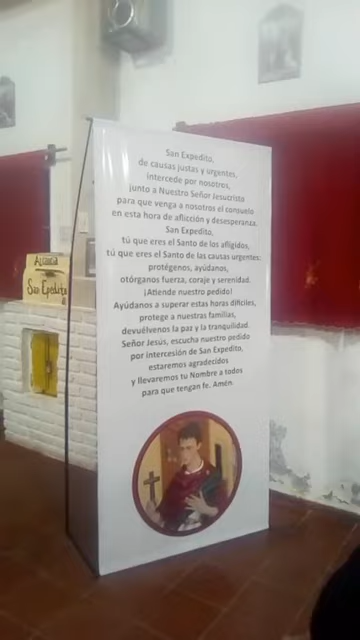 San Expedito,
de causas justas y urgentes,
intercede por nosotros,
junto a Nuestro Señor Jesucristo
para que venga a nosotros el consuelo
en esta hora de aflicción y desesperanza.
San Expedito,
tú que eres el Santo de los afligidos,
tú que eres el Santo de las causas urgentes:
protégenos, ayúdanos,
otórganos fuerza, coraje y serenidad.
¡Atiende nuestro pedido!
Ayúdanos a superar estas horas difíciles,
protege a nuestras familias,
devuélvenos la paz y la tranquilidad.
Señor Jesús, escucha nuestro pedido
por intercesión de San Expedito,
estaremos agradecidos
y llevaremos tu Nombre a todos
para que tengan fe. Amén.
Alcancía
San Expedito